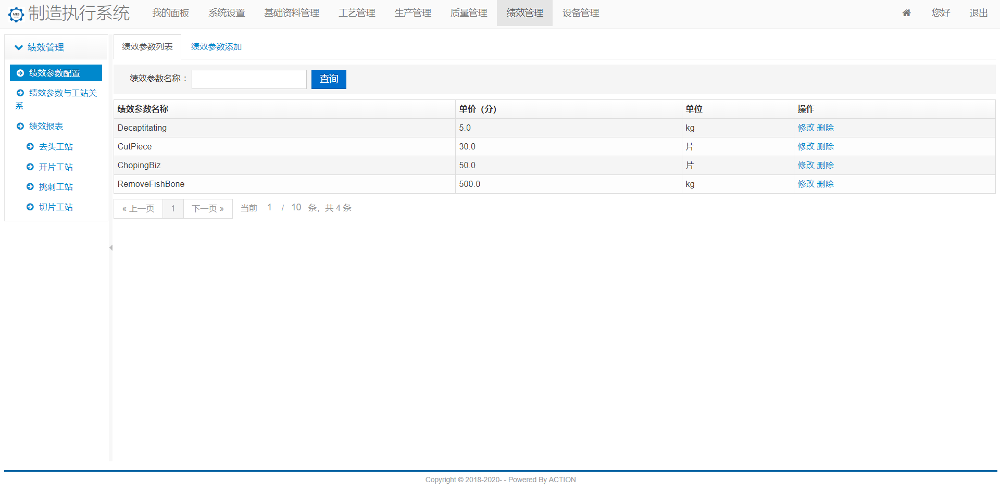 MES 制造执行系统 我的面板 系统设置 基础资料管理 工艺管理 生产管理 质量管理 绩效管理 设备管理 您好 退出
绩效管理
绩效参数配置
绩效参数与工站关
系
绩效报表
去头工站
开片工站
挑刺工站
切片工站
绩效参数列表 绩效参数添加
绩效参数名称： 查询
绩效参数名称 单价（分） 单位 操作
Decaptitating 5.0 kg 修改 删除
CutPiece 30.0 片 修改 删除
ChopingBiz 50.0 片 修改 删除
RemoveFishBone 500.0 kg 修改 删除
« 上一页 1 下一页 » 当前 1 / 10 条，共 4 条
Copyright © 2018-2020- - Powered By ACTION